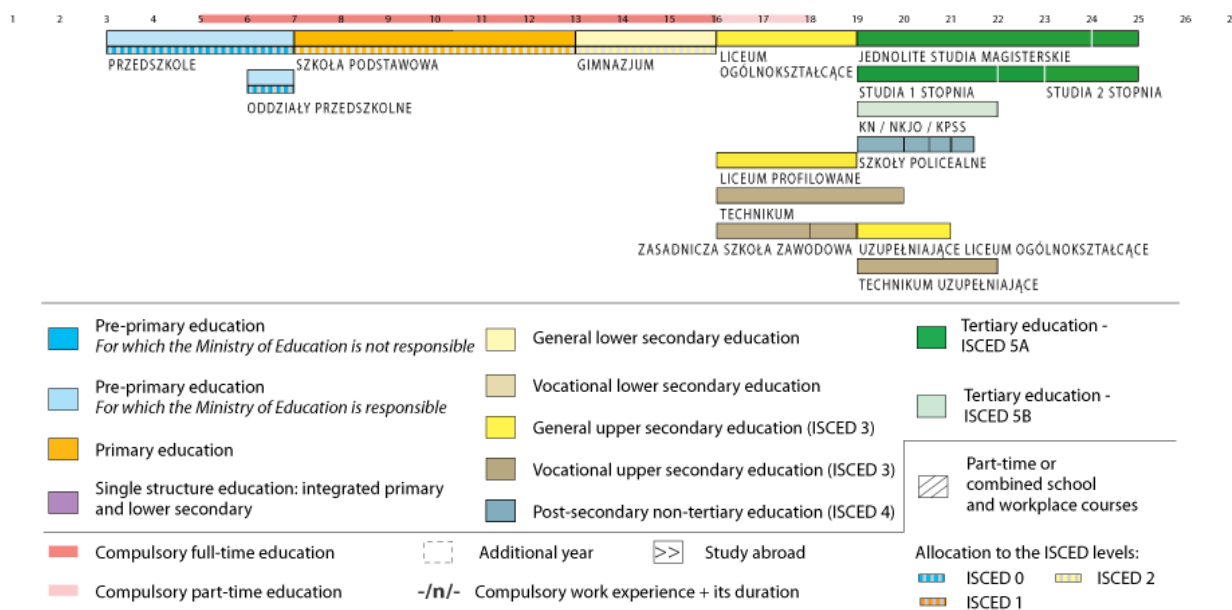 1 2 3 4 5 6 7 8 9 10 11 12 13 14 15 16 17 18 19 20 21 22 23 24 25 26
PRZEDSZKOLE SZKOŁA PODSTAWOWA GIMNAZJUM LICEUM OGÓLNOKSZTAŁCĄCE JEDNOLITE STUDIA MAGISTERSKIE
ODDZIAŁY PRZEDSZKOLNE STUDIA 1 STOPNIA STUDIA 2 STOPNIA
KN / NKJO / KPSS
SZKOŁY POLICEALNE
LICEUM PROFILOWANE
TECHNIKUM
ZASADNICZA SZKOŁA ZAWODOWA UZUPEŁNIAJĄCE LICEUM OGÓLNOKSZTAŁCĄCE
TECHNIKUM UZUPEŁNIAJĄCE
Pre-primary education
For which the Ministry of Education is not responsible
Pre-primary education
For which the Ministry of Education is responsible
Primary education
Single structure education: integrated primary
and lower secondary
General lower secondary education
Vocational lower secondary education
General upper secondary education (ISCED 3)
Vocational upper secondary education (ISCED 3)
Post-secondary non-tertiary education (ISCED 4)
Tertiary education -
ISCED 5A
Tertiary education -
ISCED 5B
Part-time or
combined school
and workplace courses
Compulsory full-time education
Additional year
>> Study abroad
Compulsory part-time education
-/n/- Compulsory work experience + its duration
Allocation to the ISCED levels:
ISCED 0 ISCED 2
ISCED 1